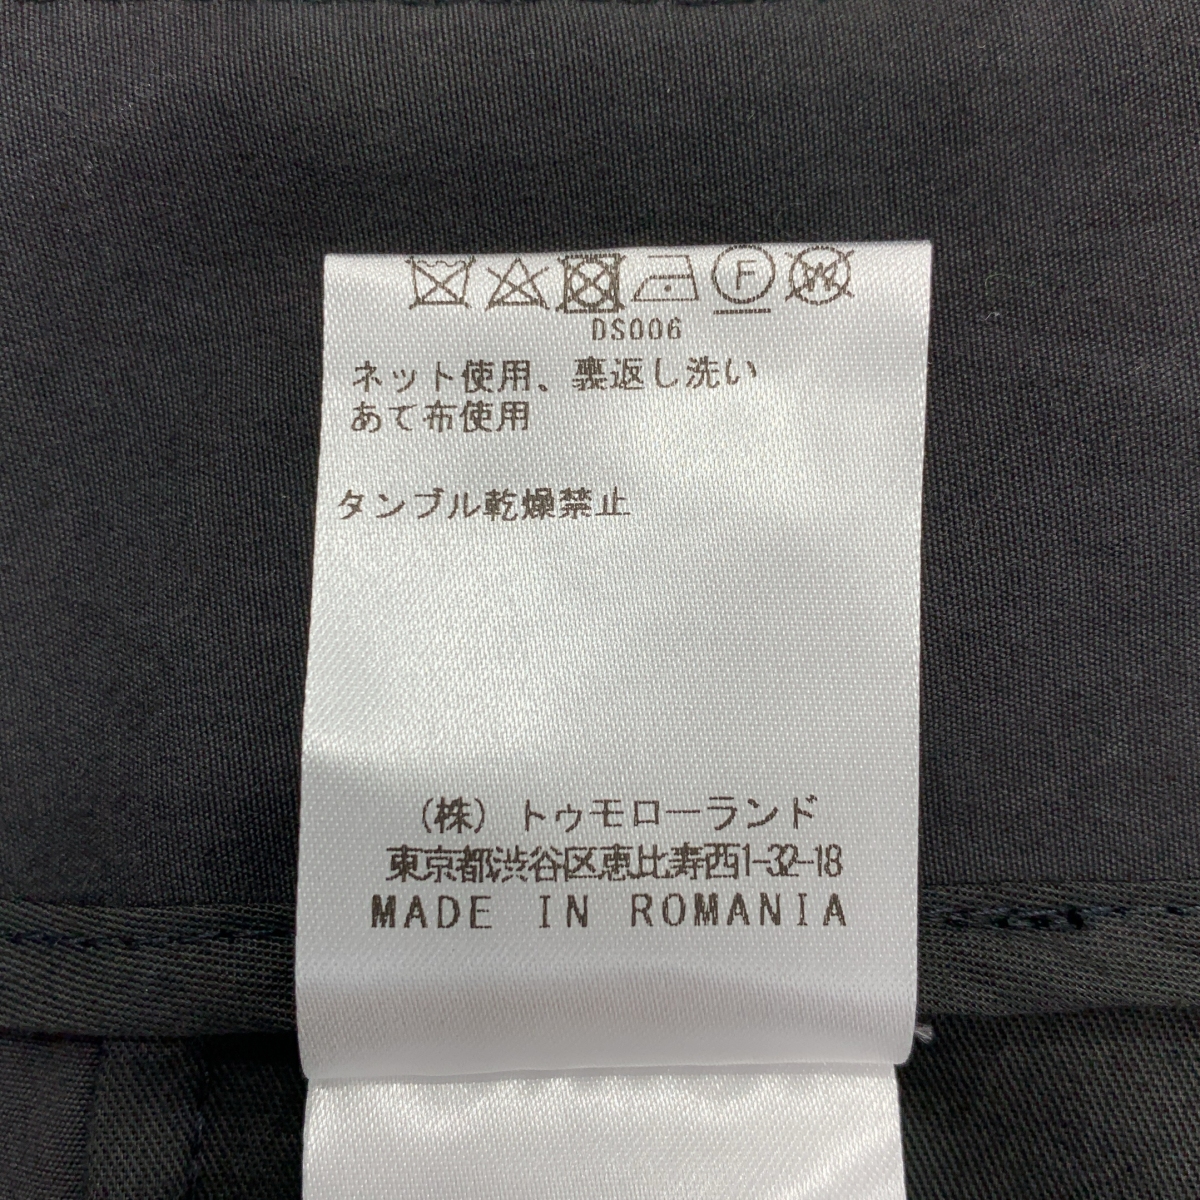 F W
DS006
ネット使用、裏返し洗い
あて布使用
タンブル乾燥禁止
(株) トゥモローランド
東京都渋谷区恵比寿西1-32-18
MADE IN ROMANIA